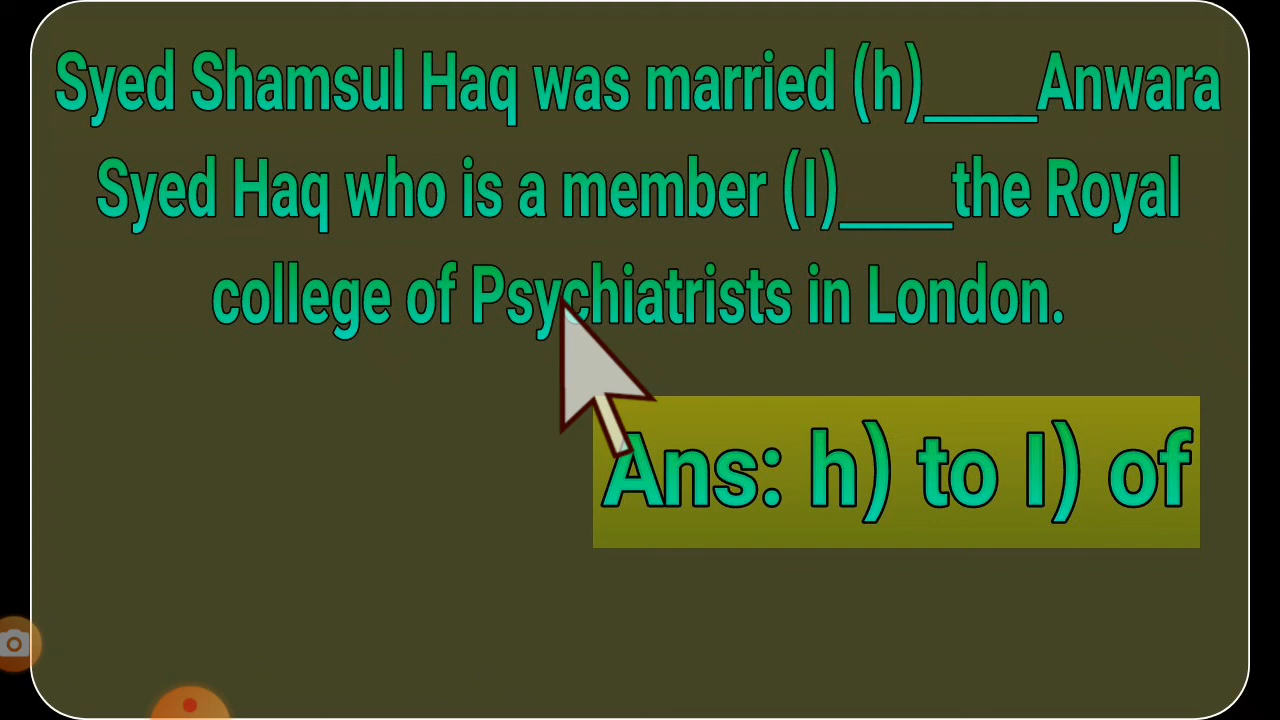 Syed Shamsul Haq was married (h)____Anwara
Syed Haq who is a member (I)____the Royal
college of Psychiatrists in London.
Ans: h) to I) of